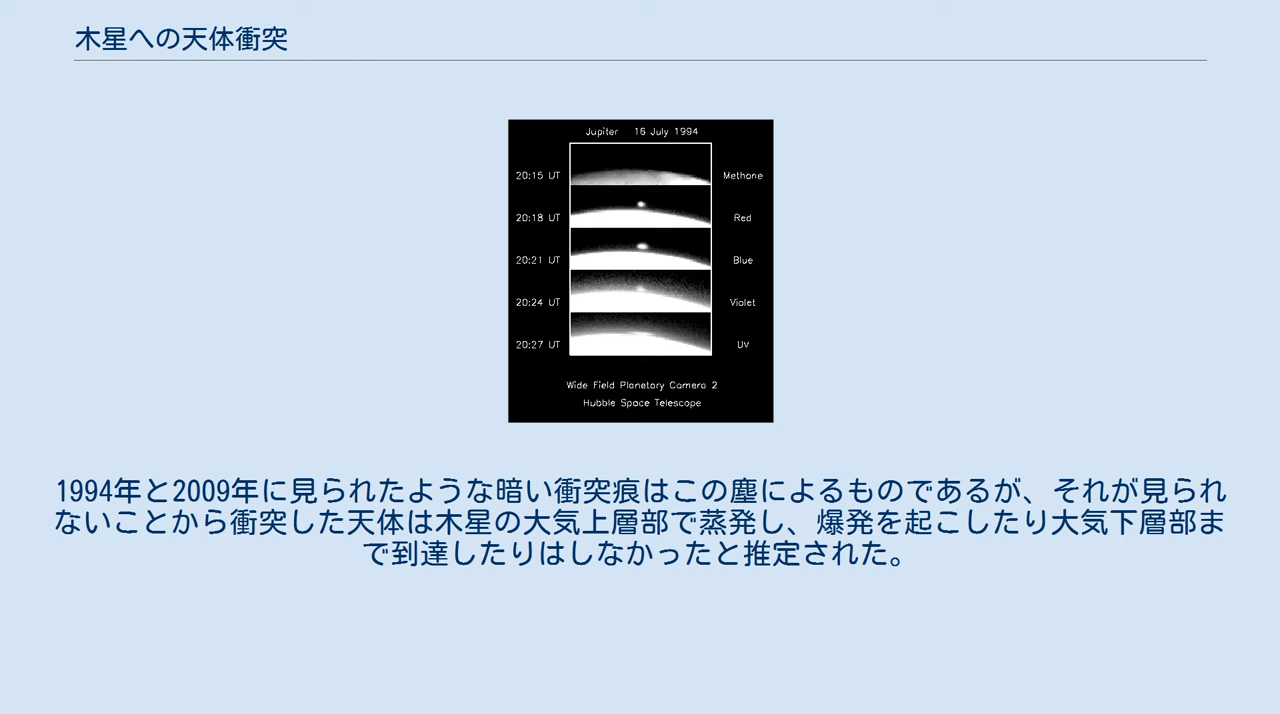 木星への天体衝突
Jupiter 16 July 1994
20:15 UT Methane
20:18 UT Red
20:21 UT Blue
20:24 UT Violet
20:27 UT UV
Wide Field Planetary Camera 2
Hubble Space Telescope
1994年と2009年に見られたような暗い衝突痕はこの塵によるものであるが、それが見られ
ないことから衝突した天体は木星の大気上層部で蒸発し、爆発を起こしたり大気下層部ま
で到達したりはしなかったと推定された。